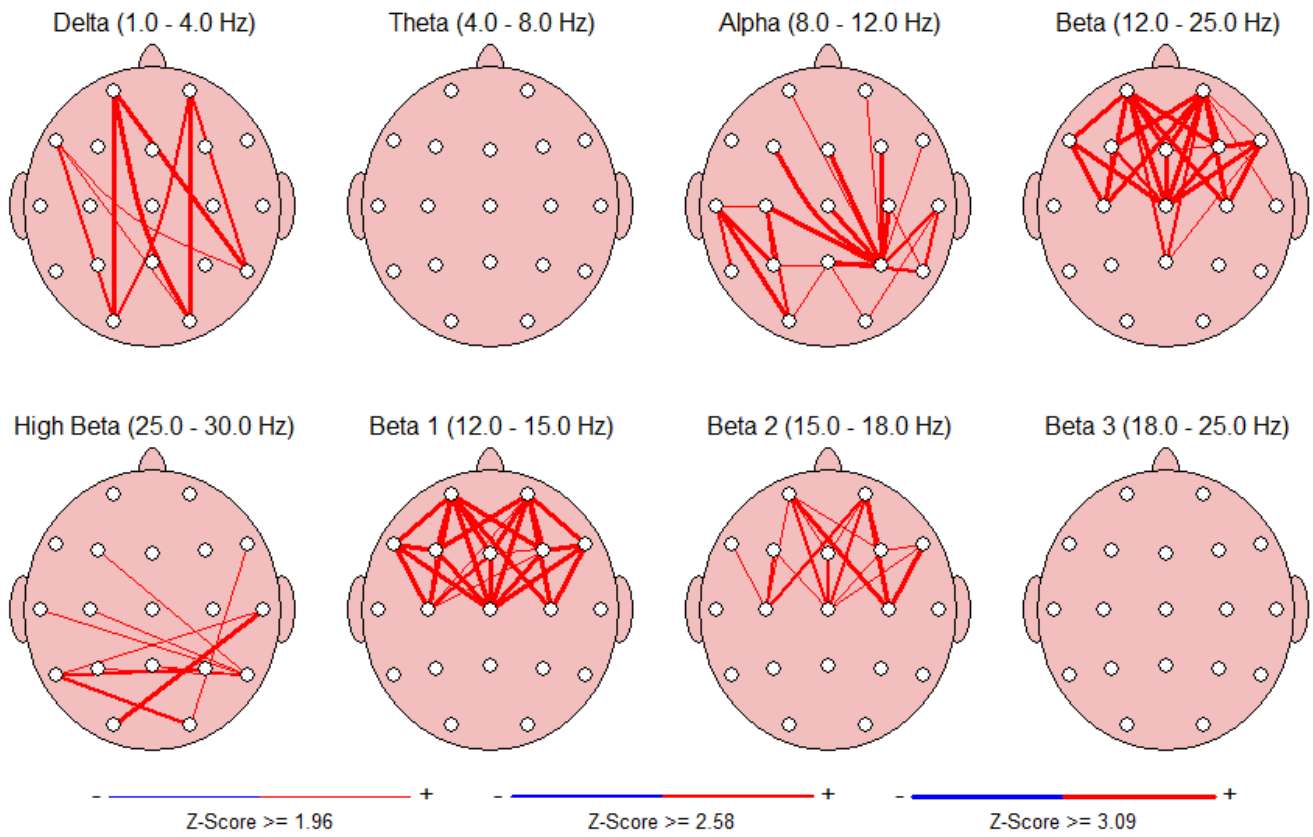 Delta (1.0 - 4.0 Hz) Theta (4.0 - 8.0 Hz) Alpha (8.0 - 12.0 Hz) Beta (12.0 - 25.0 Hz)
High Beta (25.0 - 30.0 Hz) Beta 1 (12.0 - 15.0 Hz) Beta 2 (15.0 - 18.0 Hz) Beta 3 (18.0 - 25.0 Hz)
- + - + - +
Z-Score >= 1.96 Z-Score >= 2.58 Z-Score >= 3.09